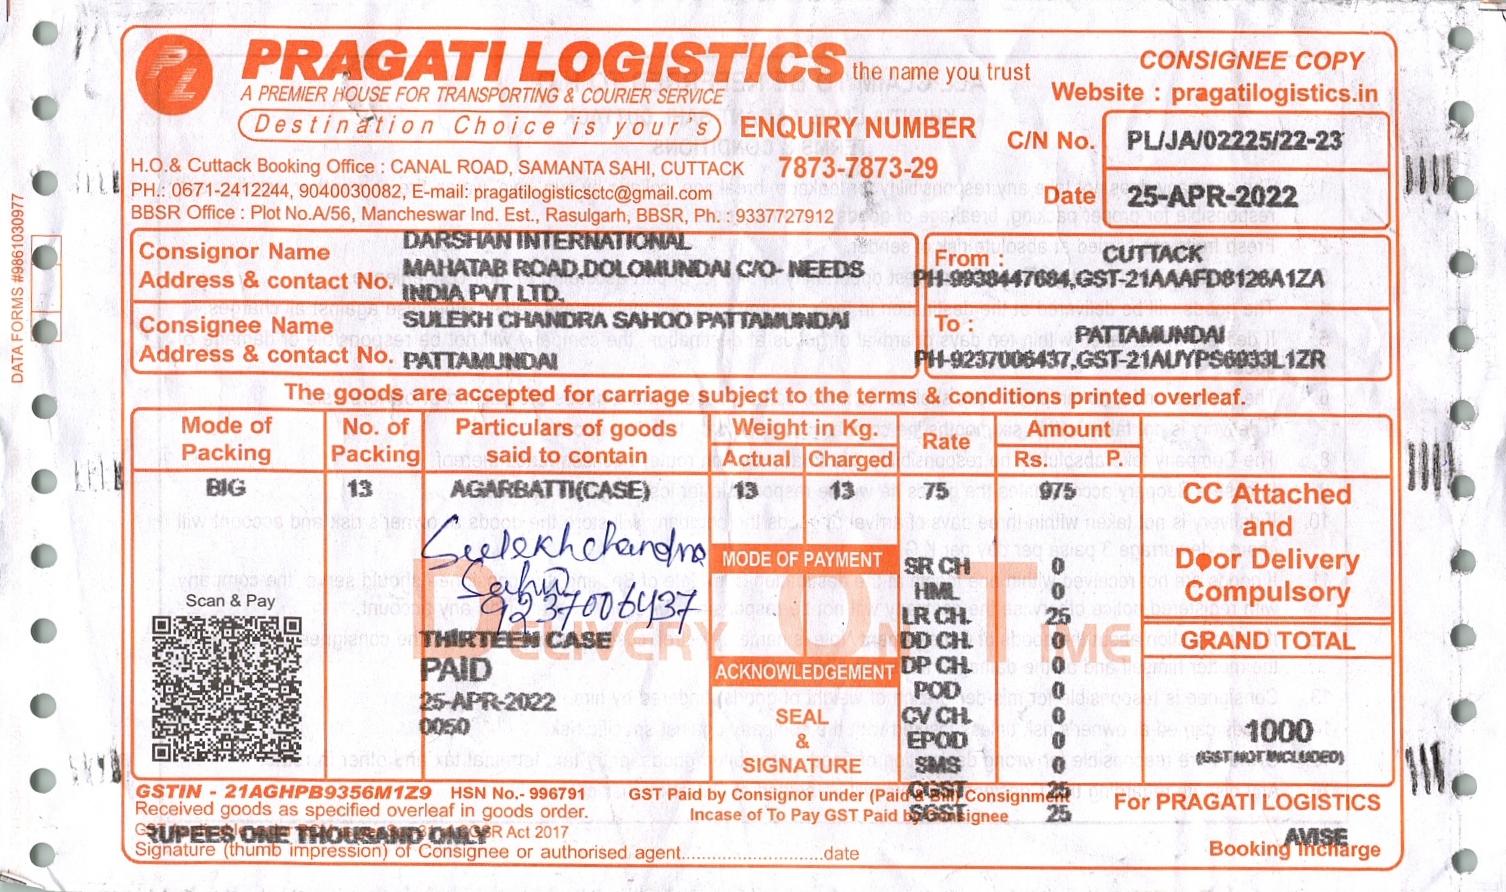 PL
PRAGATI LOGISTICS the name you trust
A PREMIER HOUSE FOR TRANSPORTING & COURIER SERVICE
Destination Choice is your's
CONSIGNEE COPY
Website : pragatilogistics.in
ENQUIRY NUMBER
7873-7873-29
C/N No. PL/JA/02225/22-23
Date 25-APR-2022
H.O.& Cuttack Booking Office : CANAL ROAD, SAMANTA SAHI, CUTTACK
PH.: 0671-2412244, 9040030082, E-mail: pragatilogisticsctc@gmail.com
BBSR Office : Plot No.A/56, Mancheswar Ind. Est., Rasulgarh, BBSR, Ph. : 9337727912
DATA FORMS #9861030977
Consignor Name DARSHAN INTERNATIONAL
Address & contact No. MAHATAB ROAD,DOLOMUNDAI C/O- NEEDS
INDIA PVT LTD.
From : CUTTACK
PH-9938447684,GST-21AAAFD8126A1ZA
Consignee Name SULEKH CHANDRA SAHOO PATTAMUNDAI
Address & contact No. PATTAMUNDAI
To : PATTAMUNDAI
PH-9237006437,GST-21AUYPS6033L1ZR
The goods are accepted for carriage subject to the terms & conditions printed overleaf.
Mode of Packing
No. of Packing
Particulars of goods said to contain
Weight in Kg.
Actual Charged
Rate
Amount
Rs. P.
BIG 13 AGARBATTI(CASE) 13 13 75 975
CC Attached
and
Door Delivery
Compulsory
Sulekhchandra
Sahu
9237006437
Scan & Pay
THIRTEEN CASE
PAID
25-APR-2022
0050
DELIVERY ON TIME
MODE OF PAYMENT
ACKNOWLEDGEMENT
SEAL
&
SIGNATURE
SR CH 0
HML 0
LR CH. 25
DD CH. 0
DP CH. 0
POD 0
CV CH. 0
EPOD 0
SMS 0
CGST 25
SGST 25
GRAND TOTAL
1000
(GST NOT INCLUDED)
GSTIN - 21AGHPB9356M1Z9 HSN No.- 996791
GST Paid by Consignor under (Paid & Bill) Consignment
Incase of To Pay GST Paid by Consignee
Received goods as specified overleaf in goods order.
Act 2017
RUPEES ONE THOUSAND ONLY
Signature (thumb impression) of Consignee or authorised agent..............................date
For PRAGATI LOGISTICS
AVISE
Booking Incharge